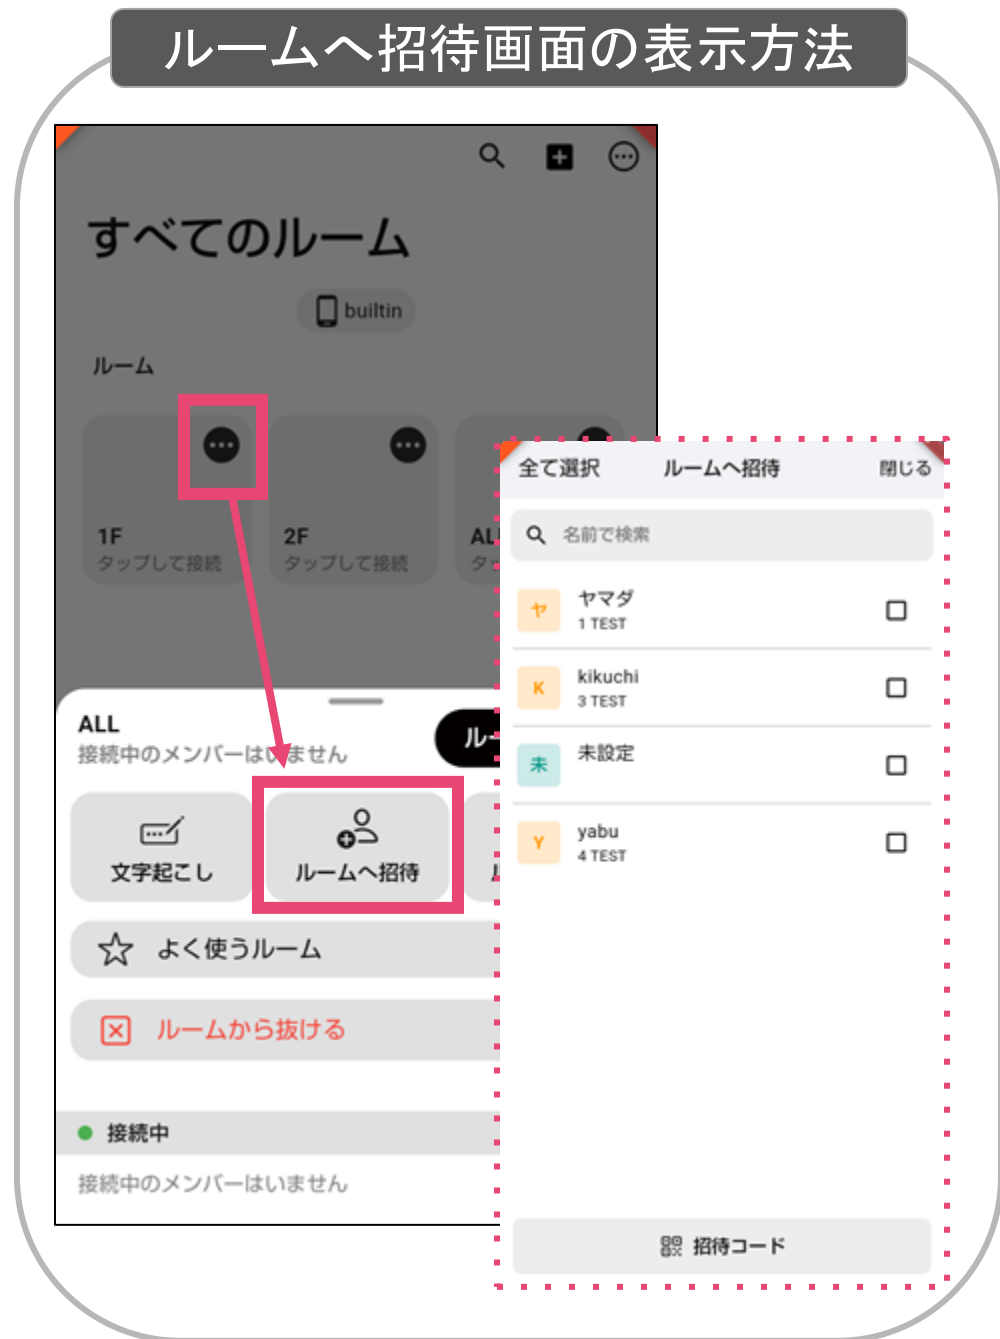 ルームへ招待画面の表示方法
すべてのルーム
builtin
ルーム
1F
タップして接続
2F
タップして接続
AL
タッ
ALL
接続中のメンバーはいません
ルー
文字起こし
ルームへ招待
よく使うルーム
ルームから抜ける
接続中
接続中のメンバーはいません
全て選択 ルームへ招待 閉じる
名前で検索
ヤ
ヤマダ
1 TEST
K
kikuchi
3 TEST
未
未設定
Y
yabu
4 TEST
招待コード